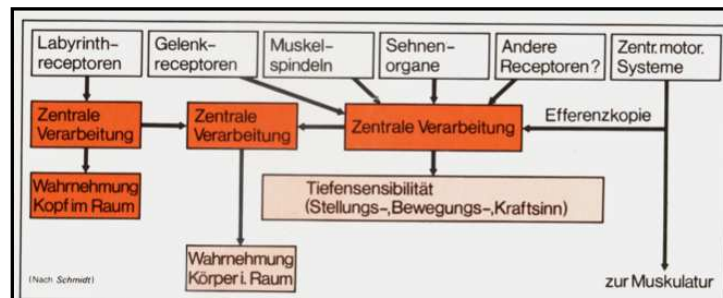 Labyrinth-
receptoren
Gelenk-
receptoren
Muskel-
spindeln
Sehnen-
organe
Andere
Receptoren?
Zentr. motor.
Systeme
Zentrale
Verarbeitung
Zentrale
Verarbeitung
Zentrale Verarbeitung
Efferenzkopie
Wahrnehmung
Kopf im Raum
Tiefensensibilität
(Stellungs-,Bewegungs-,Kraftsinn)
Wahrnehmung
Körper i. Raum
(Nach Schmidt)
zur Muskulatur